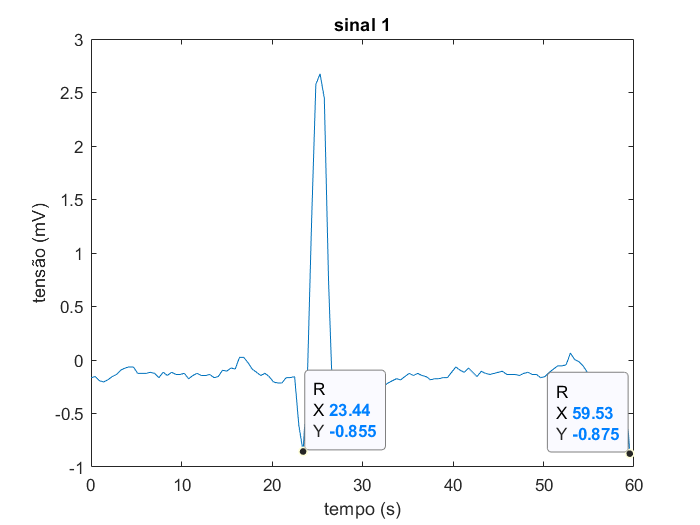 sinal 1
tensão (mV)
3
2.5
2
1.5
1
0.5
0
-0.5
-1
R
X 23.44
Y -0.855
R
X 59.53
Y -0.875
0
10
20
30
40
50
60
tempo (s)